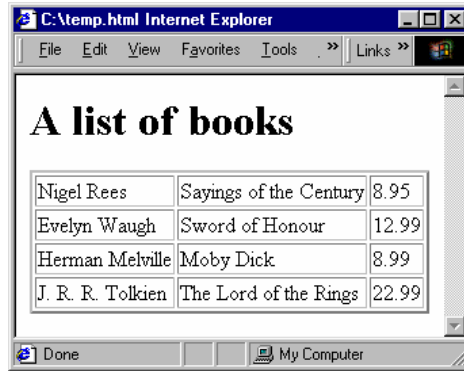 C:\temp.html Internet Explorer
File Edit View Favorites Tools » Links »
A list of books
Nigel Rees Sayings of the Century 8.95
Evelyn Waugh Sword of Honour 12.99
Herman Melville Moby Dick 8.99
J. R. R. Tolkien The Lord of the Rings 22.99
Done My Computer